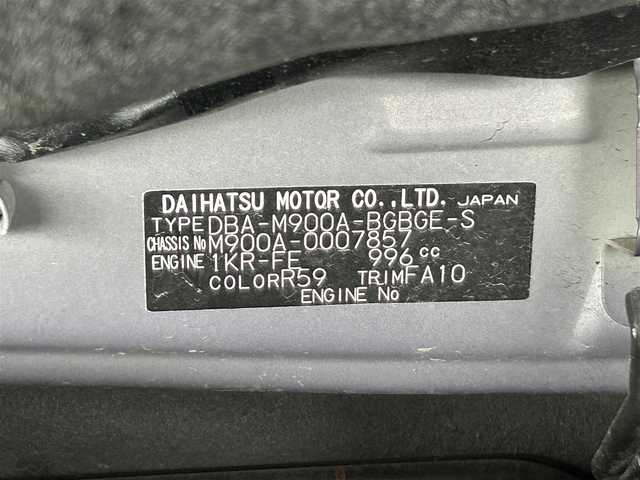 DAIHATSU MOTOR CO.,LTD. JAPAN
TYPE DBA-M900A-BGBGE-S
CHASSIS No M900A-0007857
ENGINE 1KR-FE 996 cc
COLOR R59 TRIM FA10
ENGINE No